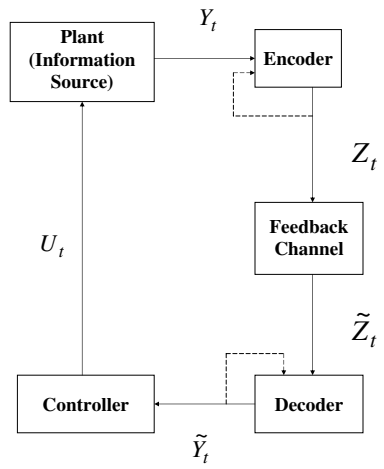 Plant
(Information
Source)
Y_t
Encoder
Z_t
Feedback
Channel
U_t
Z̃_t
Controller
Decoder
Ỹ_t